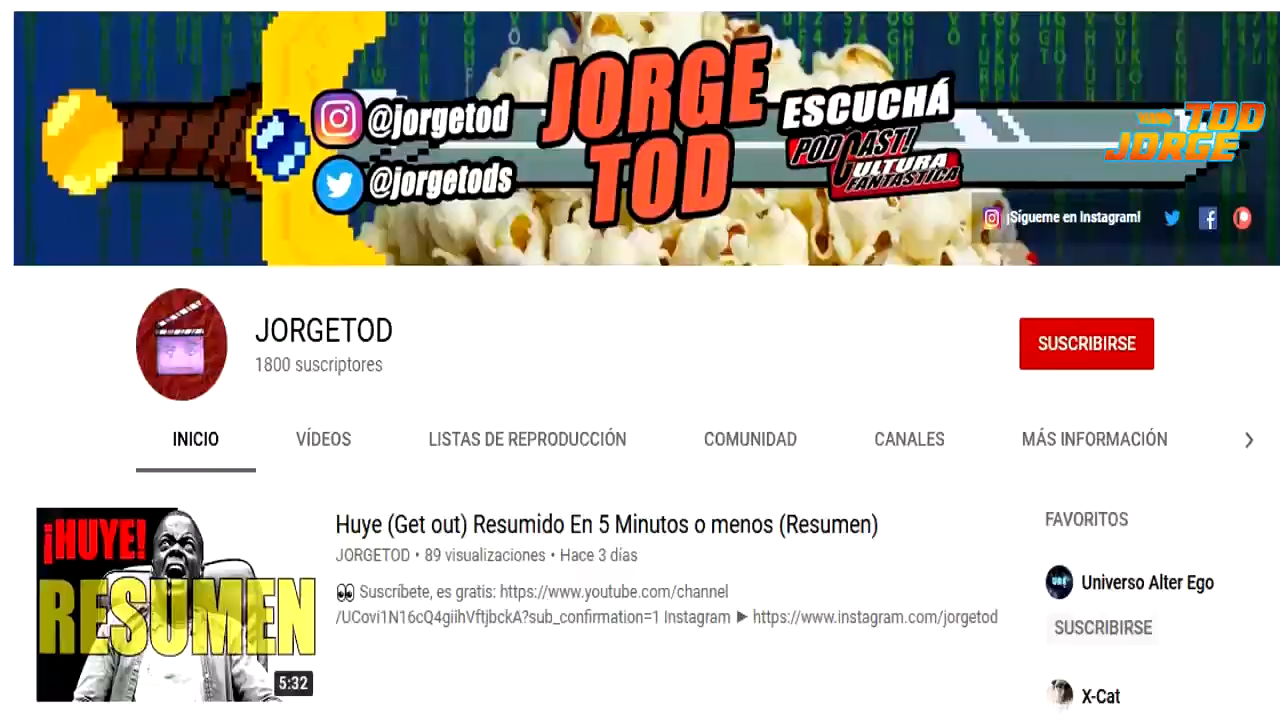 @jorgetod
@jorgetods
JORGE
TOD
ESCUCHÁ
PODCAST!
CULTURA
FANTASTICA
TOD
JORGE
¡Sígueme en Instagram!
JORGETOD
1800 suscriptores
SUSCRIBIRSE
INICIO VÍDEOS LISTAS DE REPRODUCCIÓN COMUNIDAD CANALES MÁS INFORMACIÓN
¡HUYE!
RESUMEN
5:32
Huye (Get out) Resumido En 5 Minutos o menos (Resumen)
JORGETOD • 89 visualizaciones • Hace 3 días
👀 Suscríbete, es gratis: https://www.youtube.com/channel
/UCovi1N16cQ4giihVftjbckA?sub_confirmation=1 Instagram ▶ https://www.instagram.com/jorgetod
FAVORITOS
Universo Alter Ego
SUSCRIBIRSE
X-Cat